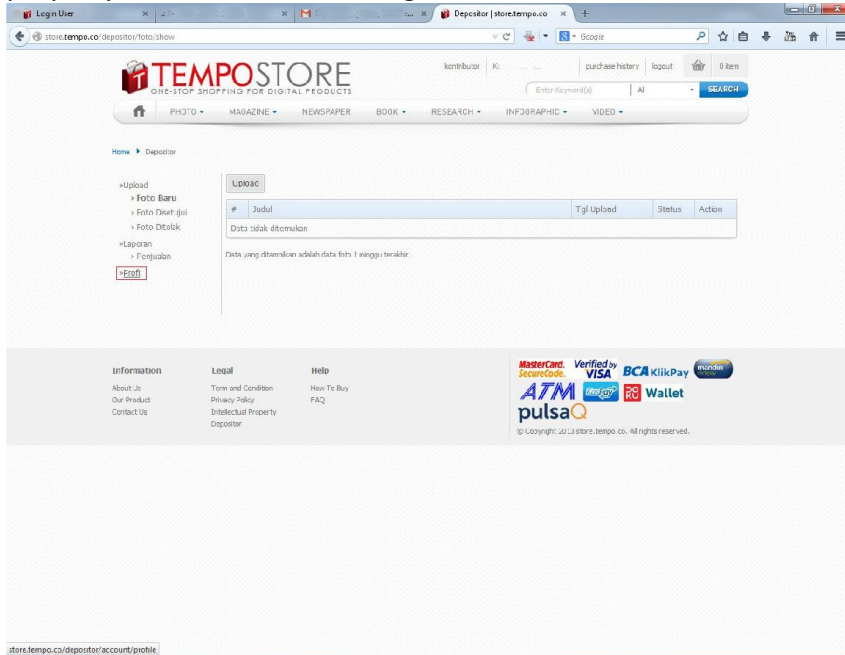 Login User
Depositor | store.tempo.co
store.tempo.co/depositor/foto/show
Google
TEMPOSTORE
ONE-STOP SHOPPING FOR DIGITAL PRODUCTS
kontributor
purchase history
logout
0 item
Enter Keyword(s)
SEARCH
PHOTO
MAGAZINE
NEWSPAPER
BOOK
RESEARCH
INFOGRAPHIC
VIDEO
Home
Depositor
»Upload
› Foto Baru
› Foto Disetujui
› Foto Ditolak
»Laporan
› Penjualan
»Profil
Upload
# Judul Tgl Upload Status Action
Data tidak ditemukan
Data yang ditampilkan adalah data foto 1 minggu terakhir
Information
About Us
Our Product
Contact Us
Legal
Term and Condition
Privacy Policy
Intellectual Property
Depositor
Help
How To Buy
FAQ
MasterCard. SecureCode.
Verified by VISA
BCA KlikPay
mandiri
ATM
Wallet
pulsaQ
© Copyright 2013 store.tempo.co. All rights reserved.
store.tempo.co/depositor/account/profile